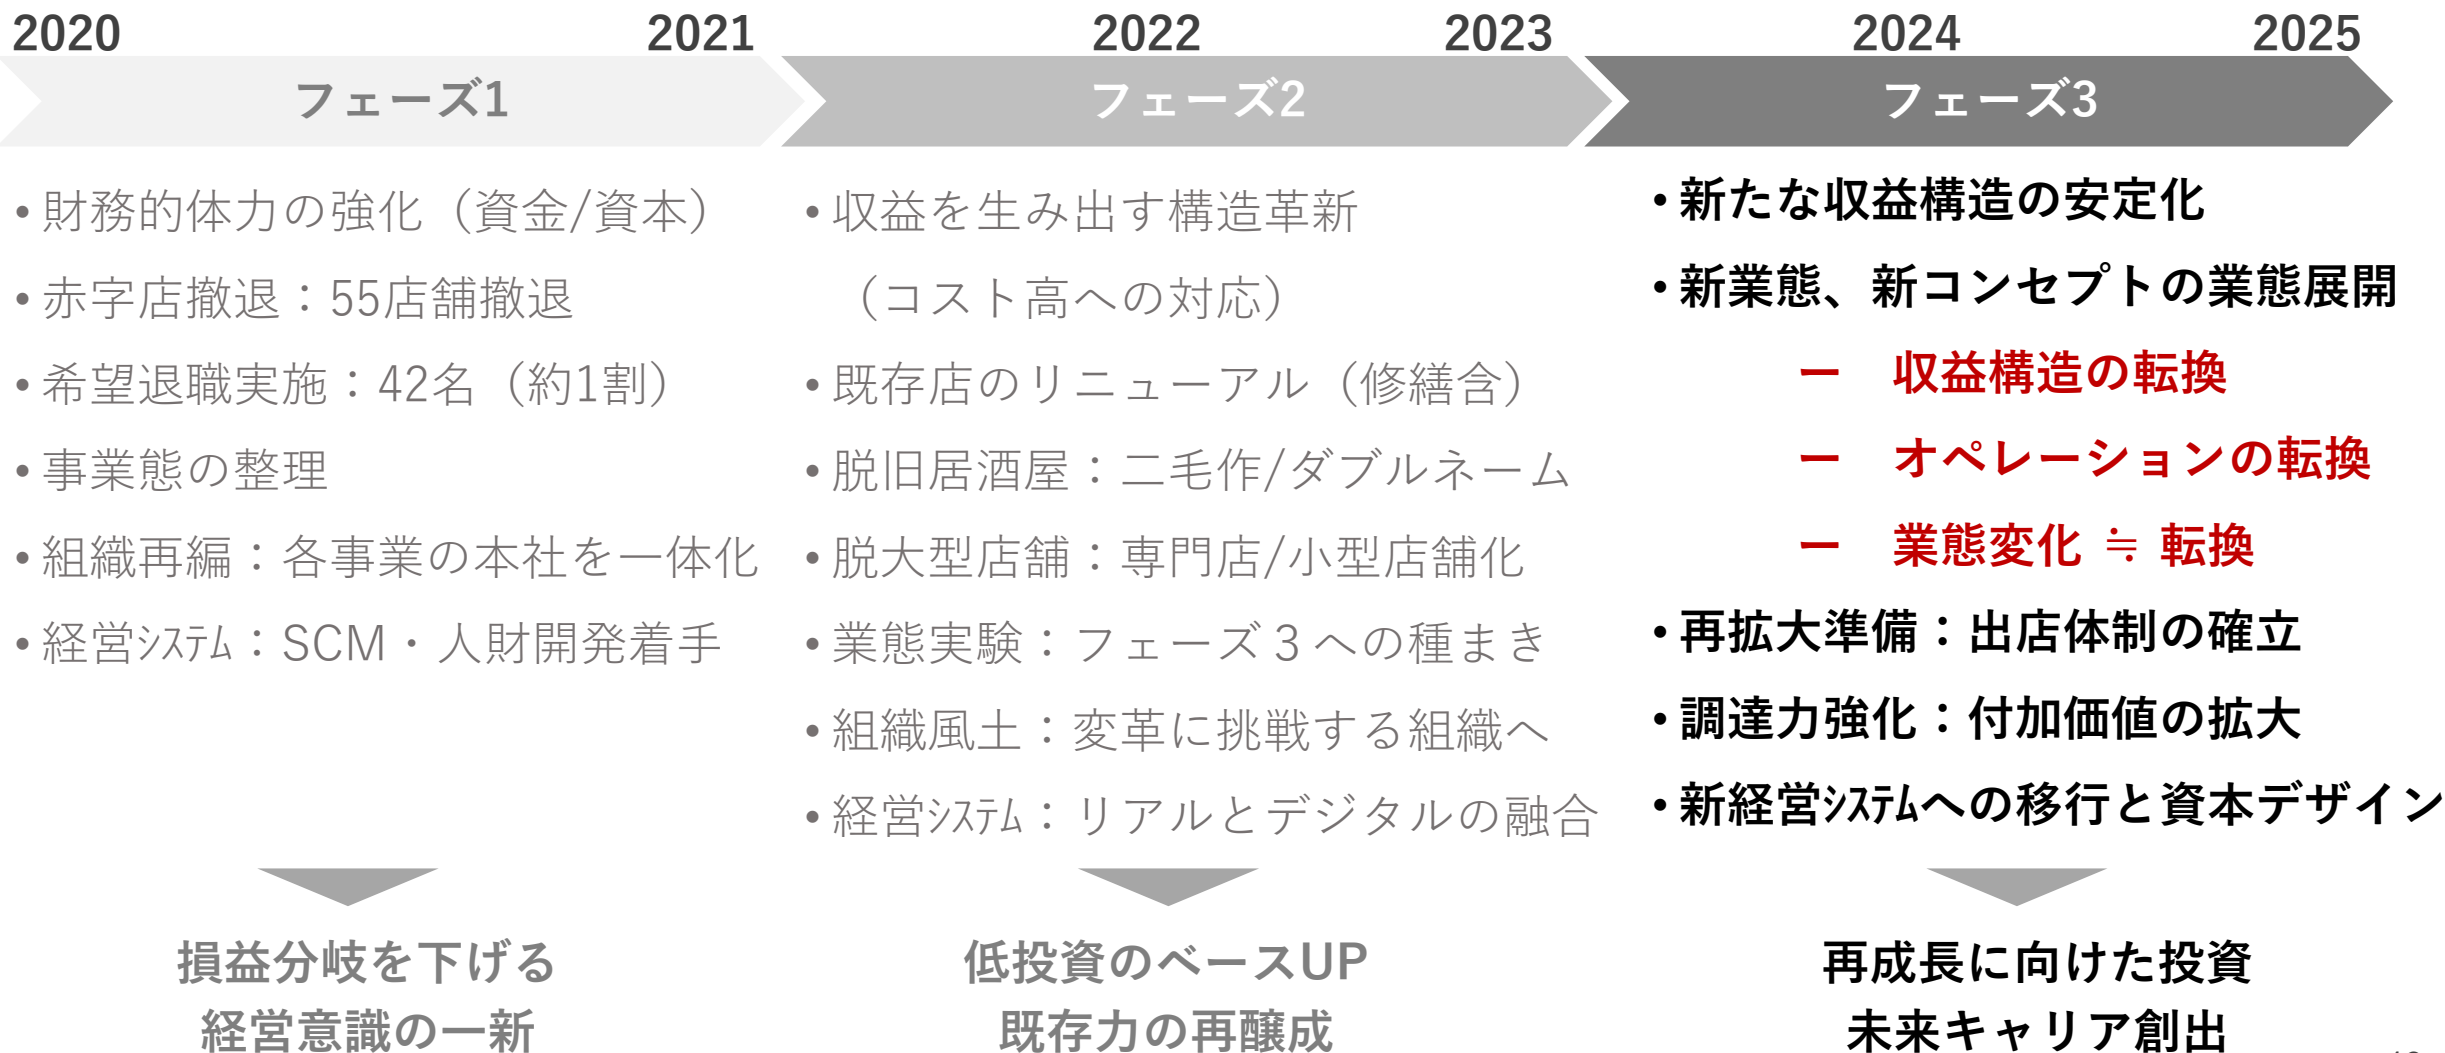 2020 2021 2022 2023 2024 2025
フェーズ1
• 財務的体力の強化（資金/資本）
• 赤字店撤退：55店舗撤退
• 希望退職実施：42名（約1割）
• 事業態の整理
• 組織再編：各事業の本社を一体化
• 経営ｼｽﾃﾑ：SCM・人財開発着手
損益分岐を下げる
経営意識の一新
フェーズ2
• 収益を生み出す構造革新
（コスト高への対応）
• 既存店のリニューアル（修繕含）
• 脱旧居酒屋：二毛作/ダブルネーム
• 脱大型店舗：専門店/小型店舗化
• 業態実験：フェーズ３への種まき
• 組織風土：変革に挑戦する組織へ
• 経営ｼｽﾃﾑ：リアルとデジタルの融合
低投資のベースUP
既存力の再醸成
フェーズ3
• 新たな収益構造の安定化
• 新業態、新コンセプトの業態展開
ー 収益構造の転換
ー オペレーションの転換
ー 業態変化 ≒ 転換
• 再拡大準備：出店体制の確立
• 調達力強化：付加価値の拡大
• 新経営ｼｽﾃﾑへの移行と資本デザイン
再成長に向けた投資
未来キャリア創出